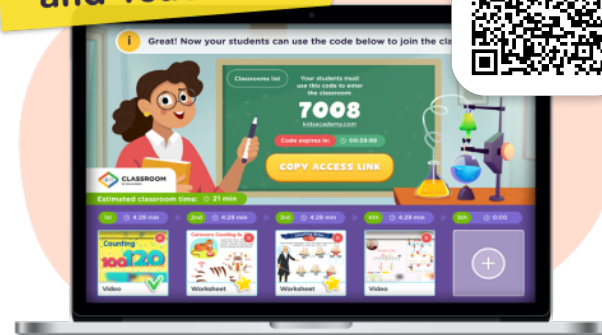 Great! Now your students can use the code below to join the cla
Classrooms list
Your students must
use this code to enter
the classroom
7008
kidsacademy.com
Code expires in: 00:59:99
COPY ACCESS LINK
CLASSROOM
Estimated classroom time: 21 min
1st 4:29 min
2nd 4:29 min
3rd 4:29 min
4th 4:29 min
5th 0:00
Counting
100 120
Video
Worksheet
Worksheet
Video